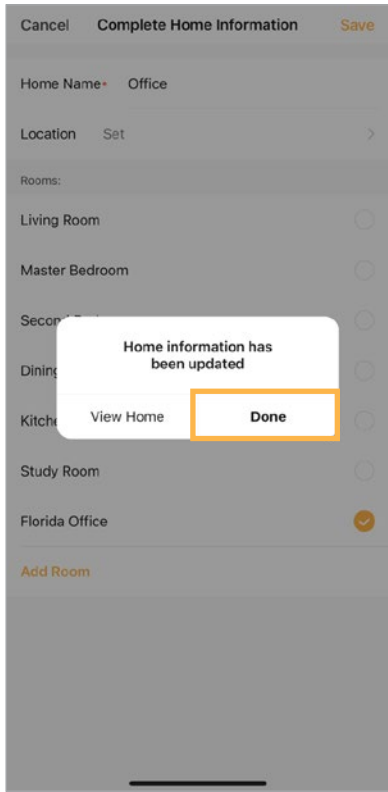 Cancel Complete Home Information Save
Home Name* Office
Location Set
Rooms:
Living Room
Master Bedroom
Home information has
been updated
View Home Done
Study Room
Florida Office
Add Room